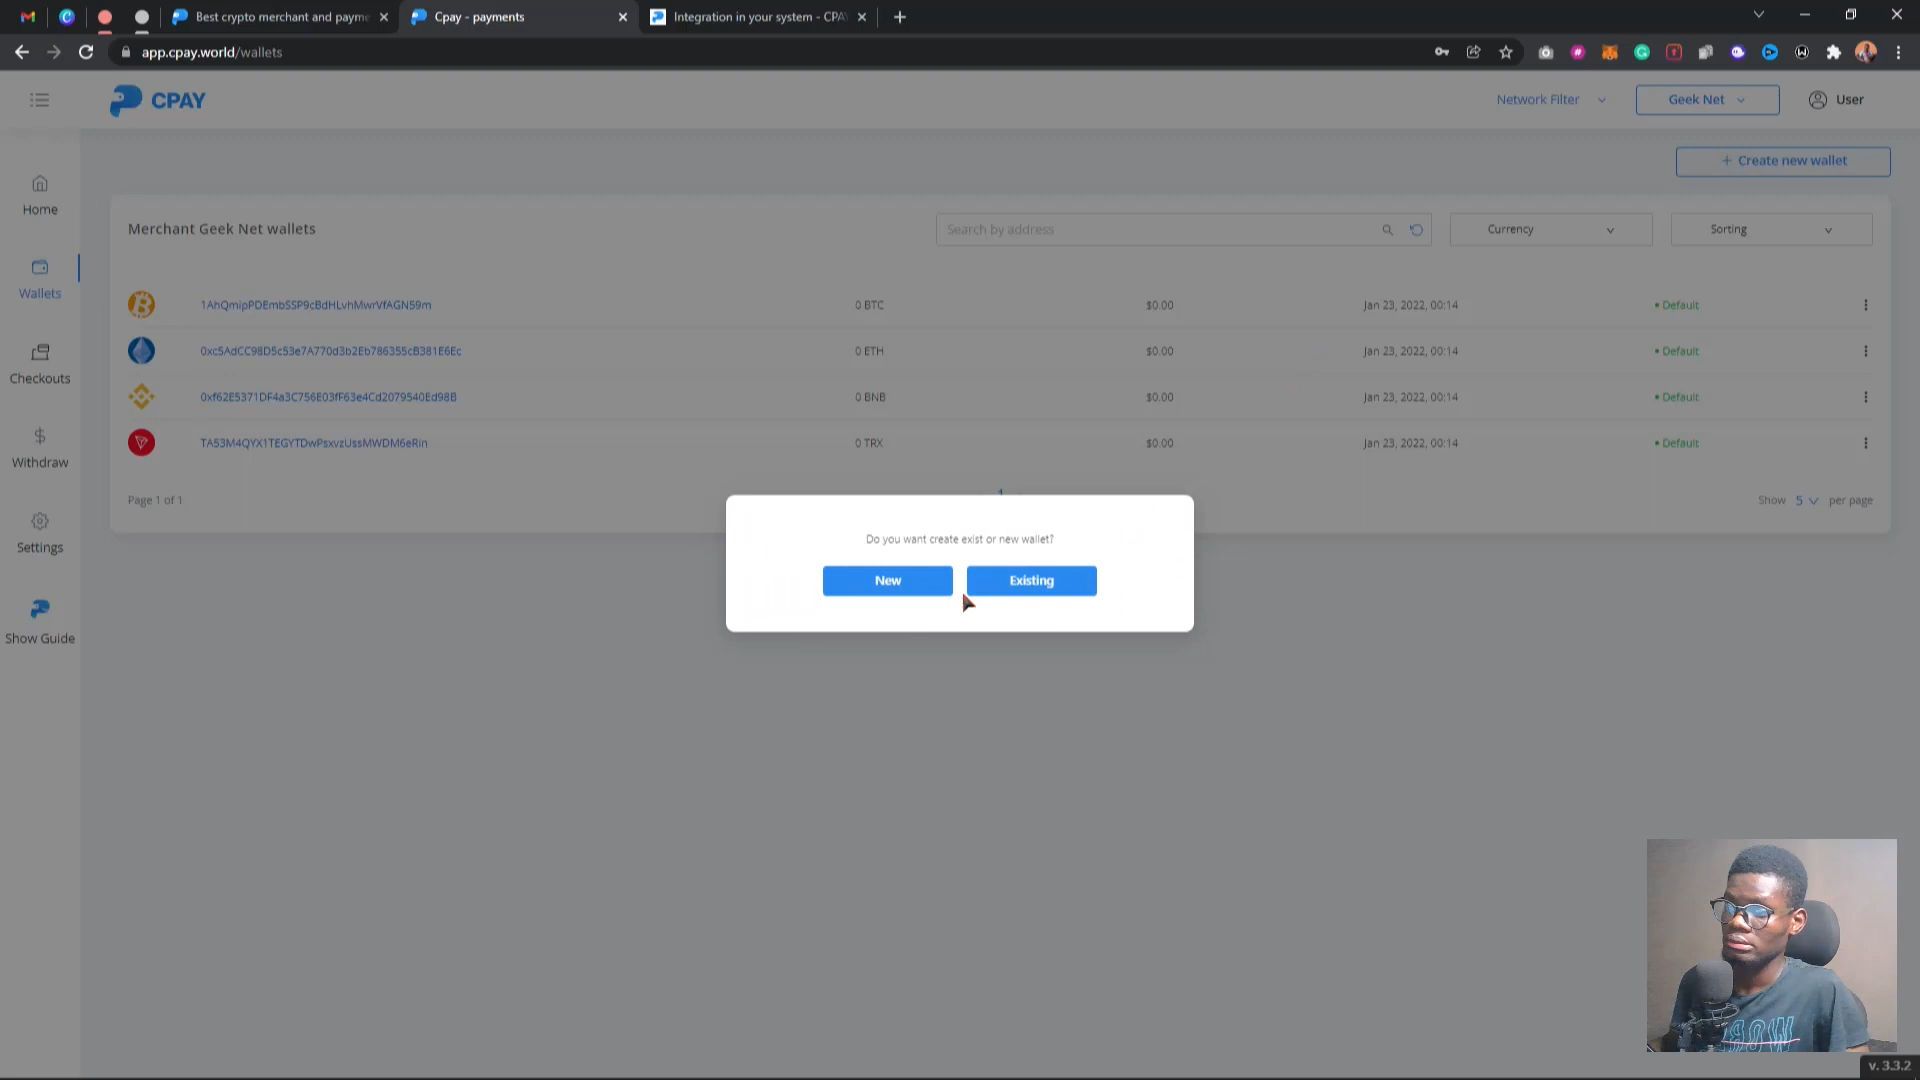 Best crypto merchant and payme
Cpay - payments
Integration in your system - CPA
app.cpay.world/wallets
CPAY
Network Filter
Geek Net
User
+ Create new wallet
Home
Wallets
Checkouts
Withdraw
Settings
Show Guide
Merchant Geek Net wallets
Search by address
Currency
Sorting
1AhQmipPDEmbSSP9cBdHLvhMwrVfAGN59m 0 BTC $0.00 Jan 23, 2022, 00:14 • Default
0xc5AdCC98D5c53e7A770d3b2Eb786355cB381E6Ec 0 ETH $0.00 Jan 23, 2022, 00:14 • Default
0xf62E5371DF4a3C756E03fF63e4Cd2079540Ed98B 0 BNB $0.00 Jan 23, 2022, 00:14 • Default
TA53M4QYX1TEGYTDwPsxvzUssMWDM6eRin 0 TRX $0.00 Jan 23, 2022, 00:14 • Default
Page 1 of 1
Show 5 per page
Do you want create exist or new wallet?
New
Existing
v. 3.3.2